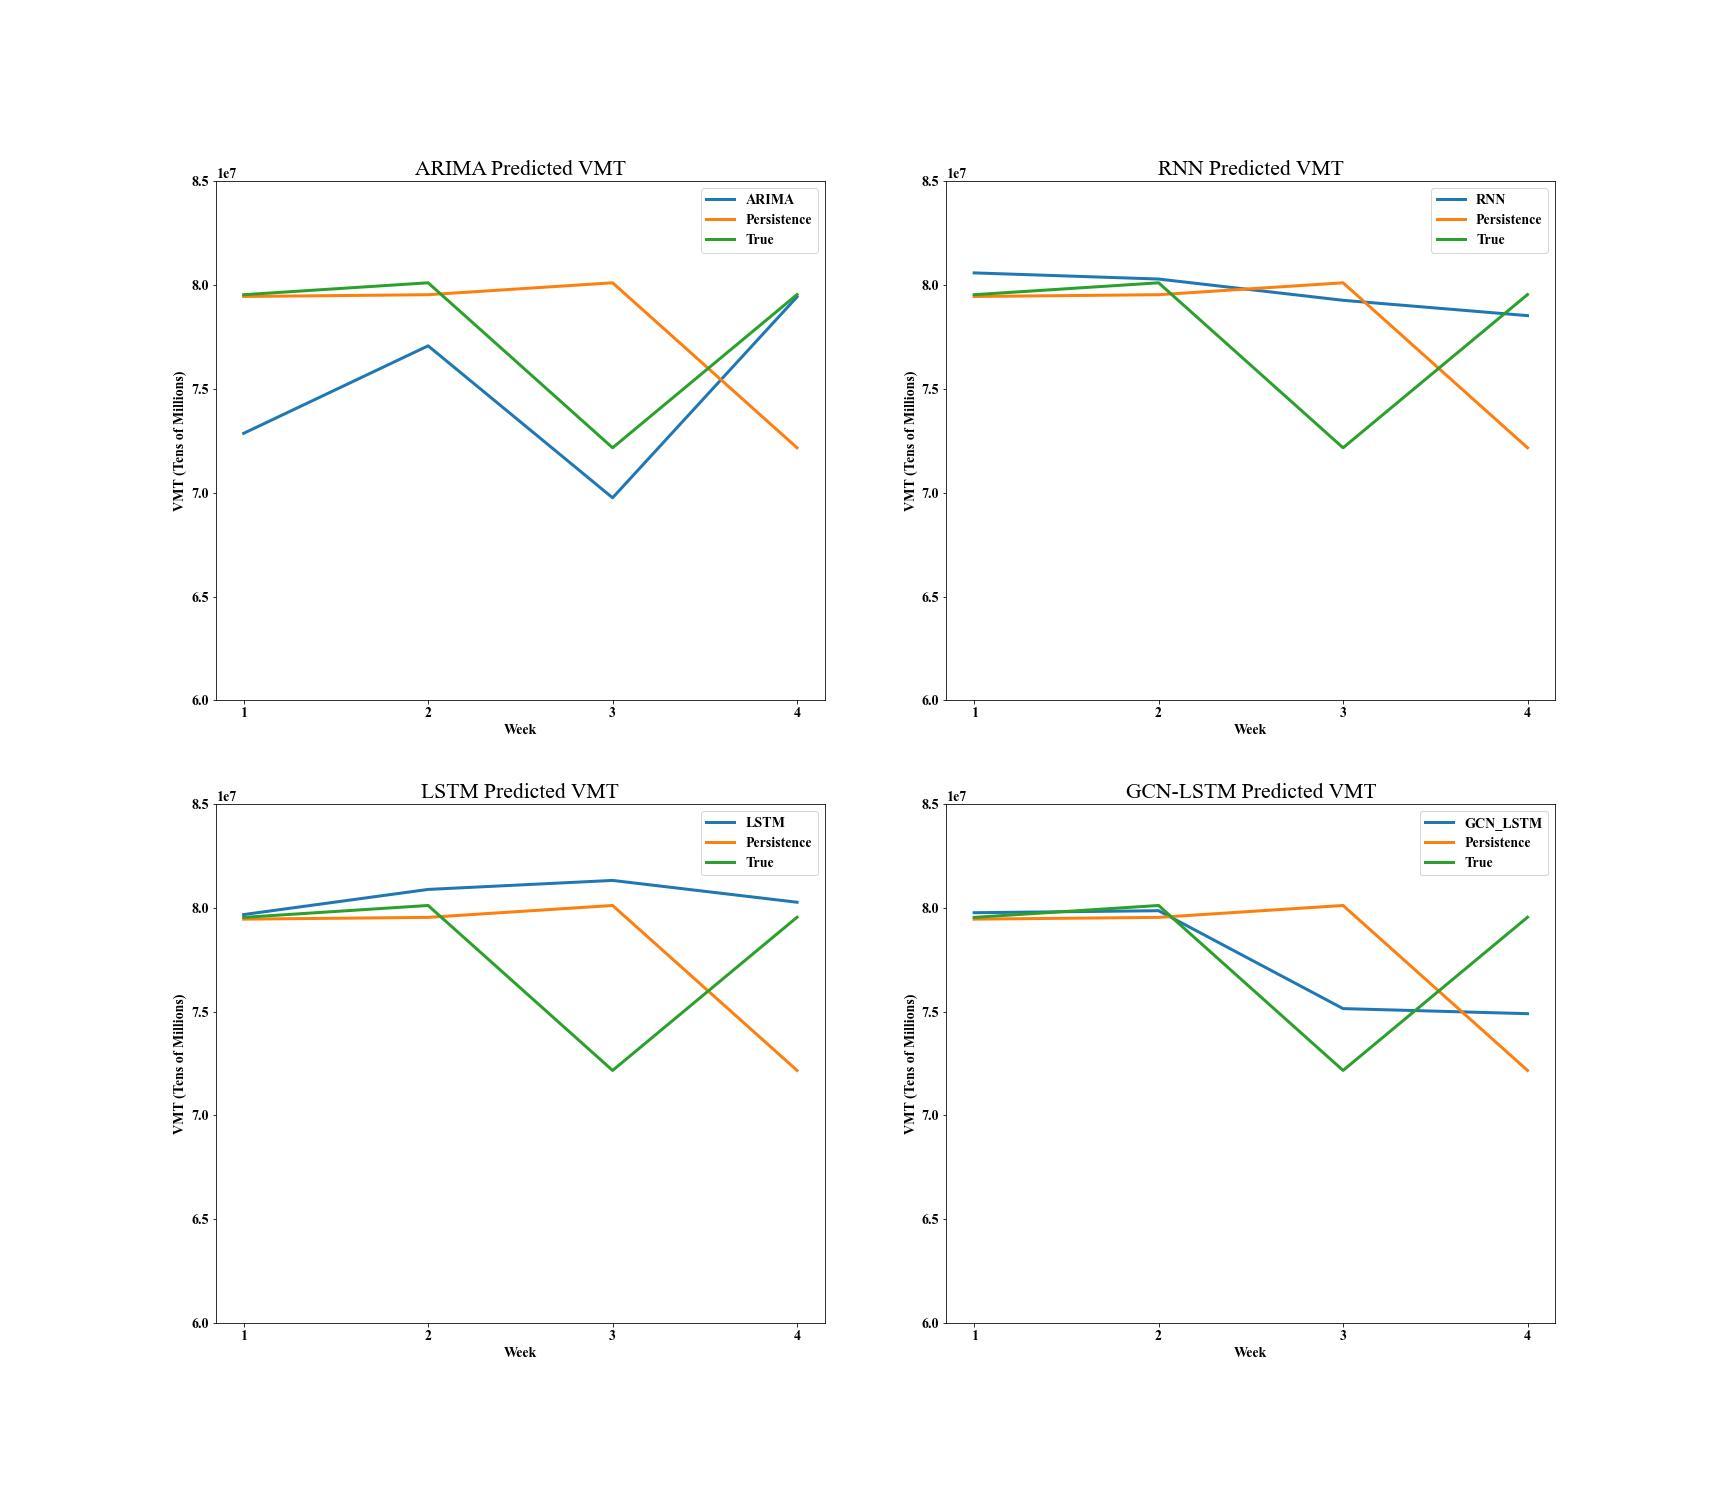 ARIMA Predicted VMT
1e7
8.5
8.0
7.5
7.0
6.5
6.0
VMT (Tens of Millions)
1 2 3 4
Week
ARIMA
Persistence
True
RNN Predicted VMT
1e7
8.5
8.0
7.5
7.0
6.5
6.0
VMT (Tens of Millions)
1 2 3 4
Week
RNN
Persistence
True
LSTM Predicted VMT
1e7
8.5
8.0
7.5
7.0
6.5
6.0
VMT (Tens of Millions)
1 2 3 4
Week
LSTM
Persistence
True
GCN-LSTM Predicted VMT
1e7
8.5
8.0
7.5
7.0
6.5
6.0
VMT (Tens of Millions)
1 2 3 4
Week
GCN_LSTM
Persistence
True